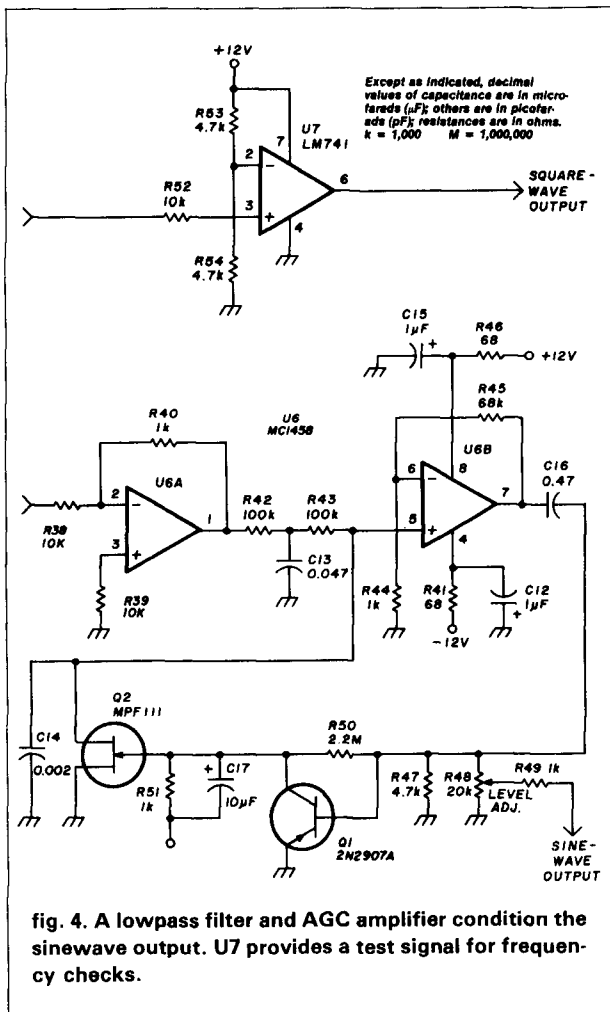 +12V
Except as indicated, decimal
values of capacitance are in micro-
farads (µF); others are in picofar-
ads (pF); resistances are in ohms.
k = 1,000 M = 1,000,000
R53
4.7k
U7
LM741
7
2
6
R52
10k
3
4
SQUARE-
WAVE
OUTPUT
R54
4.7k
C15
1µF
+
R46
68
+12V
R45
68k
R40
1k
U6
MC1458
U6A
U6B
2
1
3
R38
10K
R39
10K
R42
100k
R43
100k
C13
0.047
6
8
5
7
4
C16
0.47
R44
1k
R41
68
C12
1µF
+
-12V
Q2
MPF111
C14
0.002
R51
1k
+
C17
10µF
R50
2.2M
Q1
2N2907A
R47
4.7k
R48
20k
LEVEL
ADJ.
R49 1k
SINE-
WAVE
OUTPUT
fig. 4. A lowpass filter and AGC amplifier condition the
sinewave output. U7 provides a test signal for frequen-
cy checks.